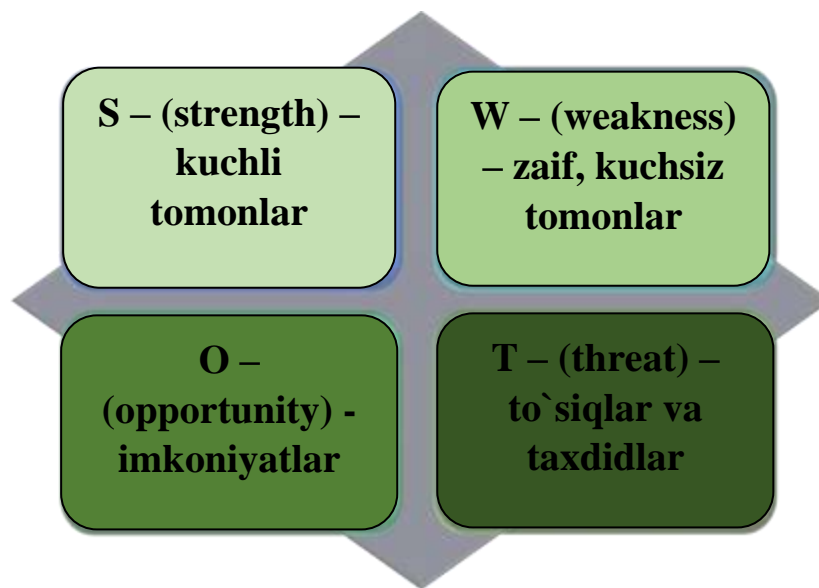 S – (strength) –
kuchli
tomonlar
W – (weakness)
– zaif, kuchsiz
tomonlar
O –
(opportunity) -
imkoniyatlar
T – (threat) –
to`siqlar va
taxdidlar